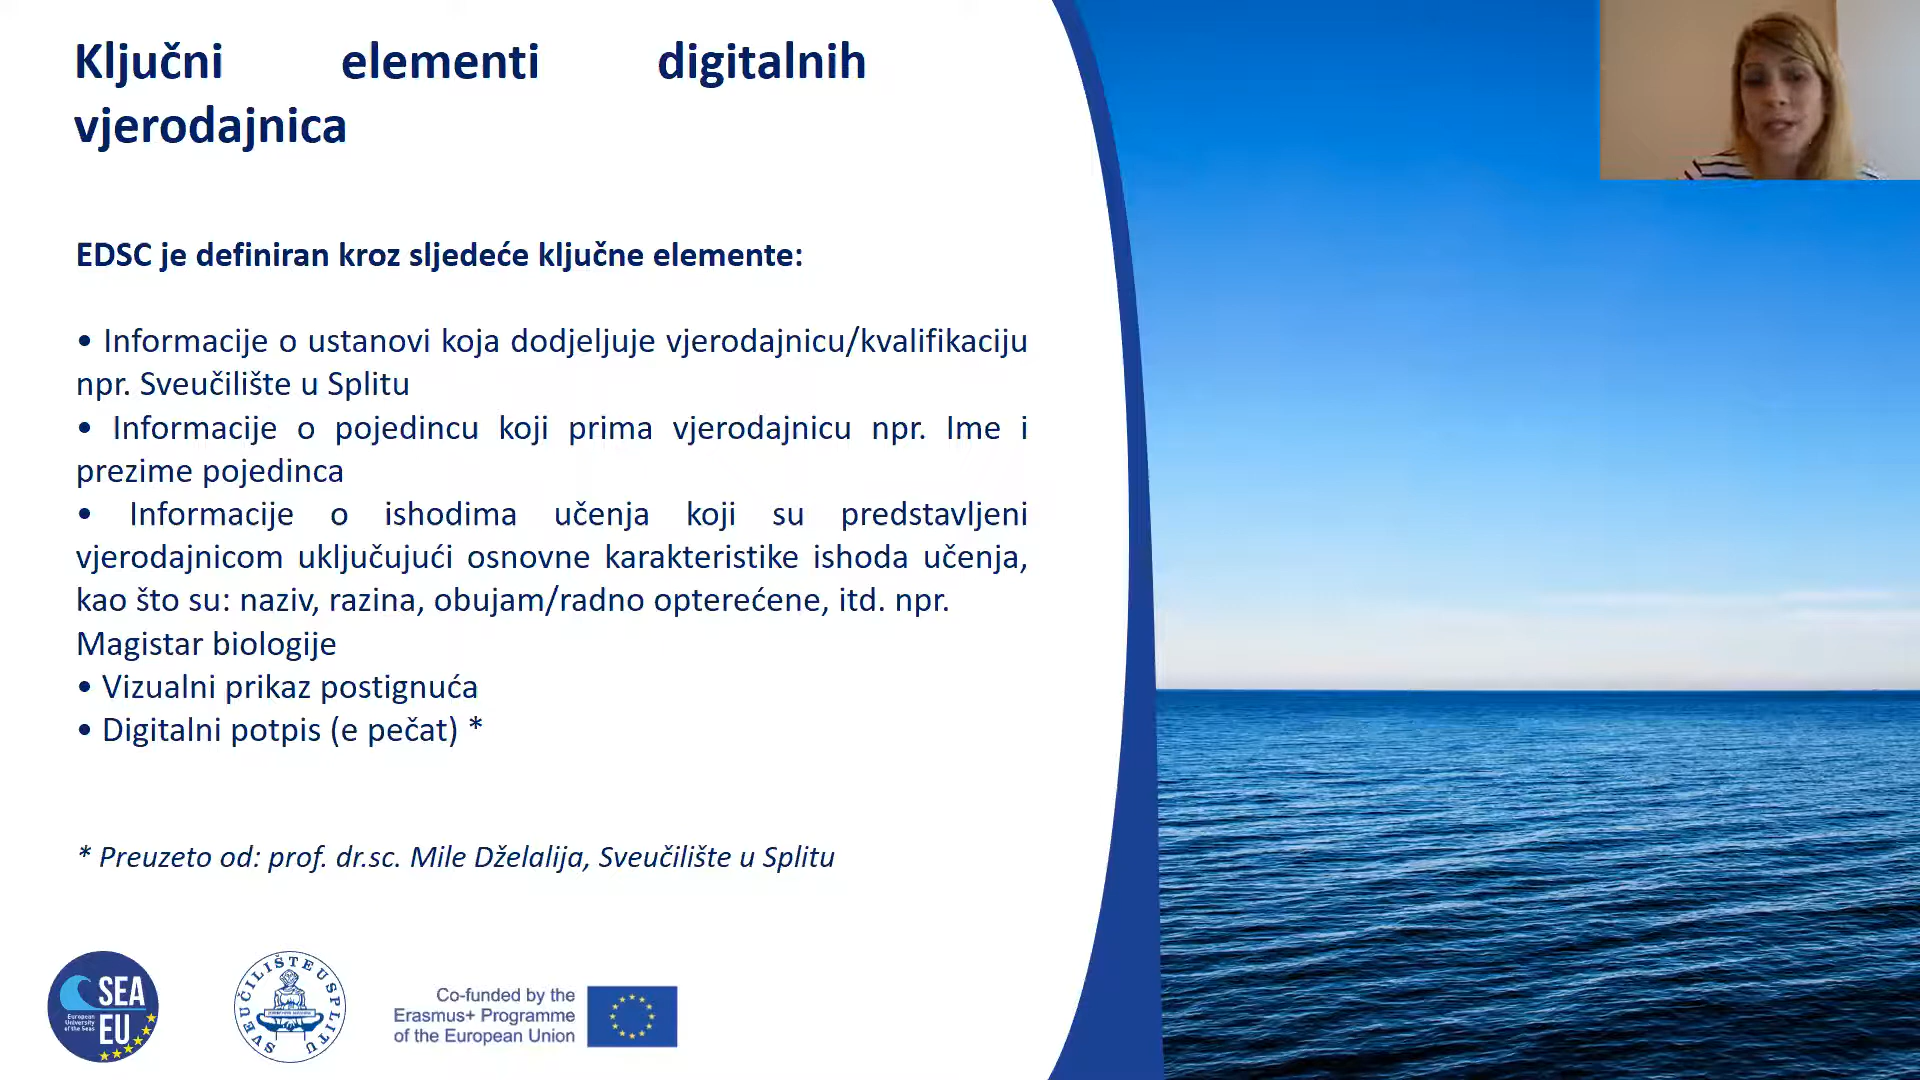 Ključni elementi digitalnih
vjerodajnica
EDSC je definiran kroz sljedeće ključne elemente:
• Informacije o ustanovi koja dodjeljuje vjerodajnicu/kvalifikaciju
npr. Sveučilište u Splitu
• Informacije o pojedincu koji prima vjerodajnicu npr. Ime i
prezime pojedinca
• Informacije o ishodima učenja koji su predstavljeni
vjerodajnicom uključujući osnovne karakteristike ishoda učenja,
kao što su: naziv, razina, obujam/radno opterećene, itd. npr.
Magistar biologije
• Vizualni prikaz postignuća
• Digitalni potpis (e pečat) *
* Preuzeto od: prof. dr.sc. Mile Dželalija, Sveučilište u Splitu
SEA
EU
European
University
of the Seas
SVEUČILIŠTE U SPLITU
Co-funded by the
Erasmus+ Programme
of the European Union